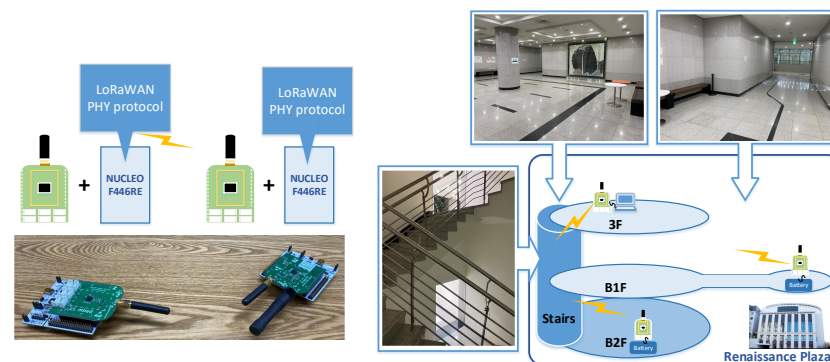 LoRaWAN
PHY protocol
LoRaWAN
PHY protocol
+
NUCLEO
F446RE
+
NUCLEO
F446RE
3F
B1F
Battery
Stairs
B2F
Battery
Renaissance Plaza